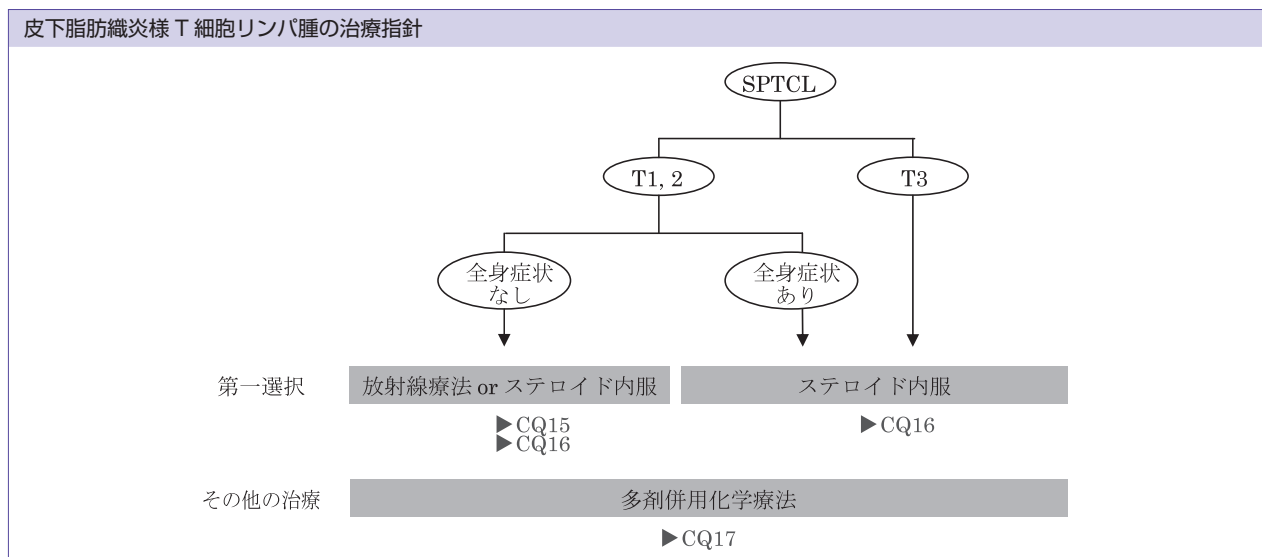 皮下脂肪織炎様 T 細胞リンパ腫の治療指針
SPTCL
T1, 2
T3
全身症状
なし
全身症状
あり
第一選択
放射線療法 or ステロイド内服
ステロイド内服
▶CQ15
▶CQ16
▶CQ16
その他の治療
多剤併用化学療法
▶CQ17